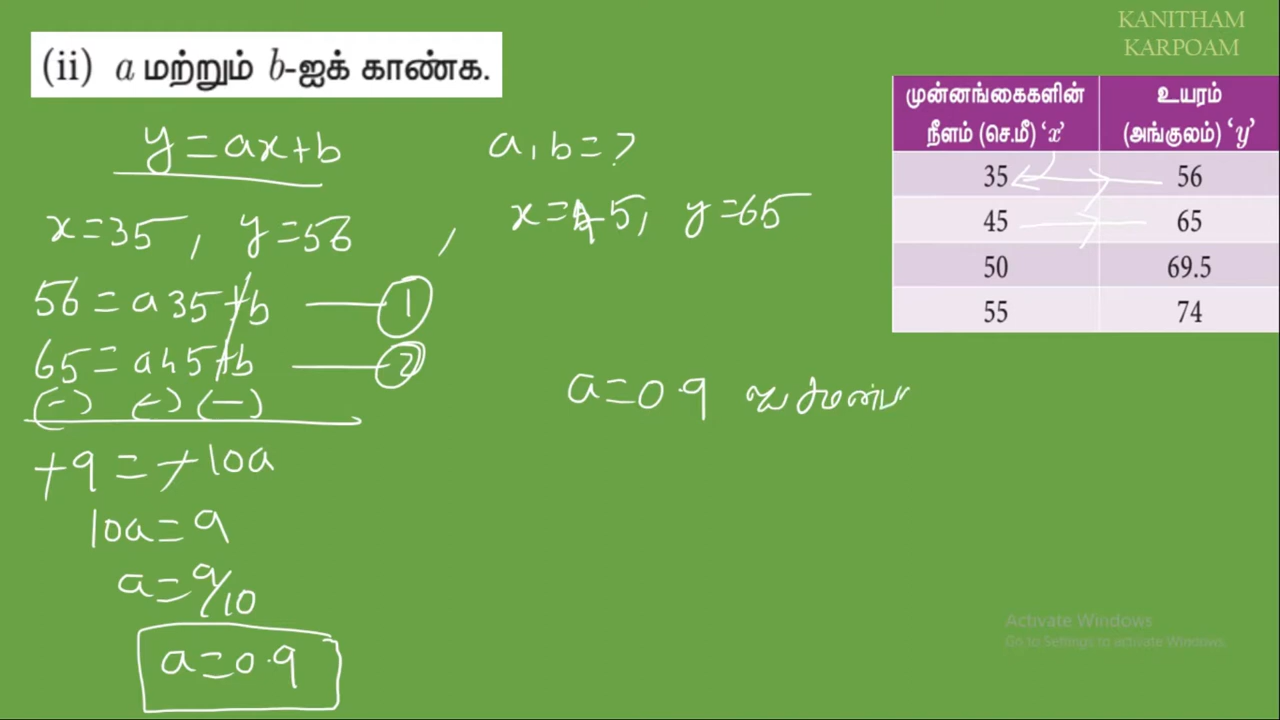 KANITHAM
KARPOAM
(ii) a மற்றும் b-ஐக் காண்க.
y=ax+b
a, b = ?
x=35, y=56, x=45, y=65
56=a35+b —— ①
65=a45+b —— ②
(-) (-) (-)
+9=+10a
10a=9
a=9/10
a=0.9
a=0.9
முன்னங்கைகளின் நீளம் (செ.மீ) ‘x’ உயரம் (அங்குலம்) ‘y’
35 56
45 65
50 69.5
55 74
Activate Windows
Go to Settings to activate Windows.